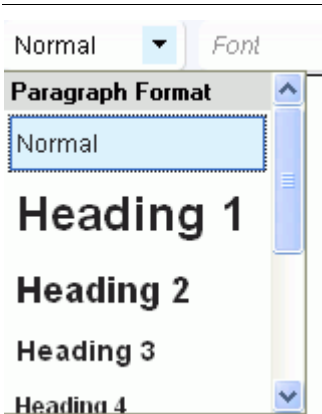 Normal Font
Paragraph Format
Normal
Heading 1
Heading 2
Heading 3
Heading 4